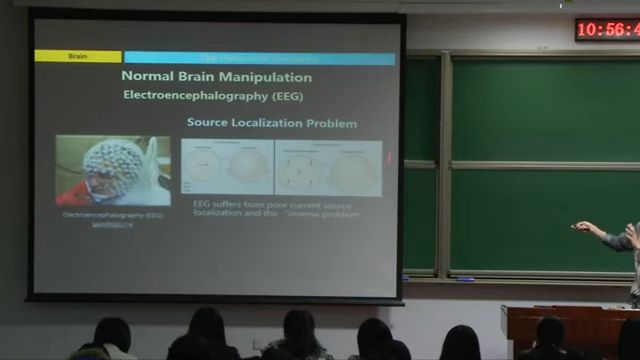 10:56:4
Brain
Normal Brain Manipulation
Electroencephalography (EEG)
Source Localization Problem
Electroencephalography (EEG)
EEG suffers from poor current source
localization and the "inverse problem"